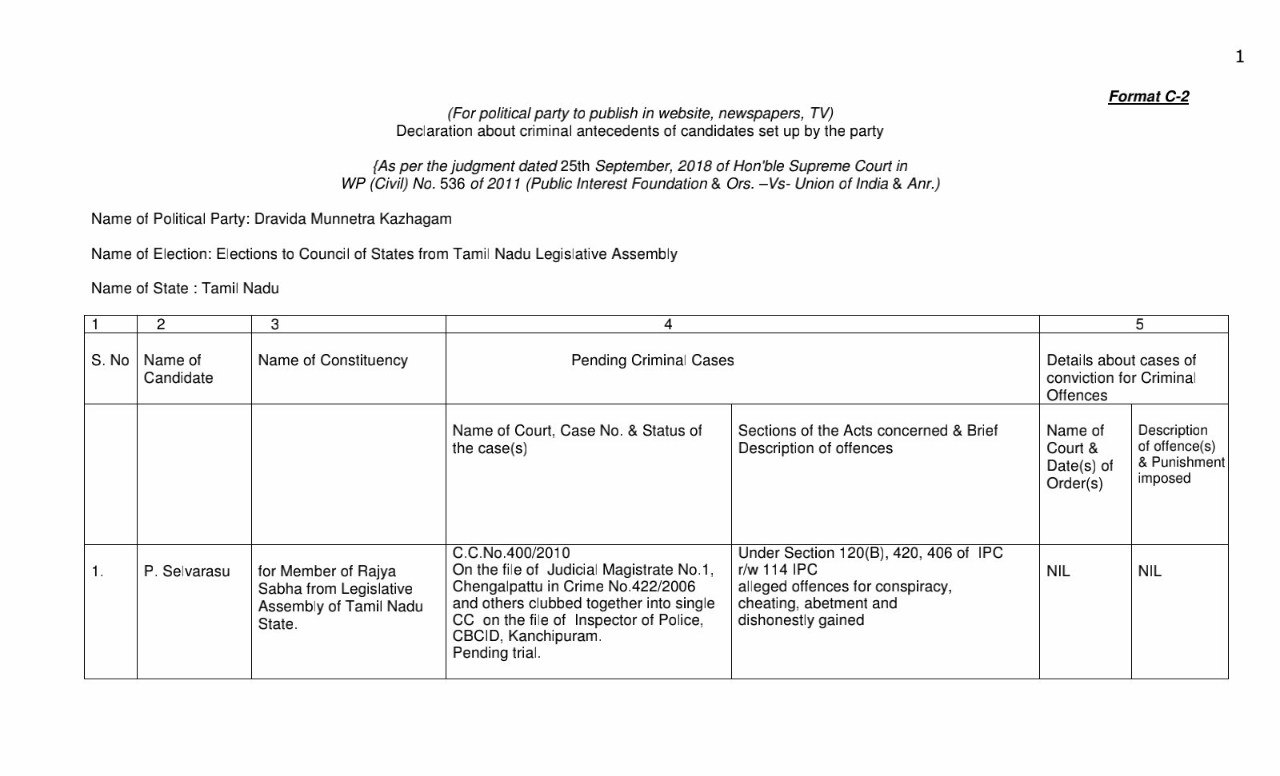 1
Format C-2
(For political party to publish in website, newspapers, TV)
Declaration about criminal antecedents of candidates set up by the party
{As per the judgment dated 25th September, 2018 of Hon'ble Supreme Court in
WP (Civil) No. 536 of 2011 (Public Interest Foundation & Ors. –Vs- Union of India & Anr.)
Name of Political Party: Dravida Munnetra Kazhagam
Name of Election: Elections to Council of States from Tamil Nadu Legislative Assembly
Name of State : Tamil Nadu
1 2 3 4 5
S. No
Name of
Candidate
Name of Constituency
Pending Criminal Cases
Details about cases of
conviction for Criminal
Offences
Name of Court, Case No. & Status of
the case(s)
Sections of the Acts concerned & Brief
Description of offences
Name of
Court &
Date(s) of
Order(s)
Description
of offence(s)
& Punishment
imposed
1.
P. Selvarasu
for Member of Rajya
Sabha from Legislative
Assembly of Tamil Nadu
State.
C.C.No.400/2010
On the file of Judicial Magistrate No.1,
Chengalpattu in Crime No.422/2006
and others clubbed together into single
CC on the file of Inspector of Police,
CBCID, Kanchipuram.
Pending trial.
Under Section 120(B), 420, 406 of IPC
r/w 114 IPC
alleged offences for conspiracy,
cheating, abetment and
dishonestly gained
NIL
NIL